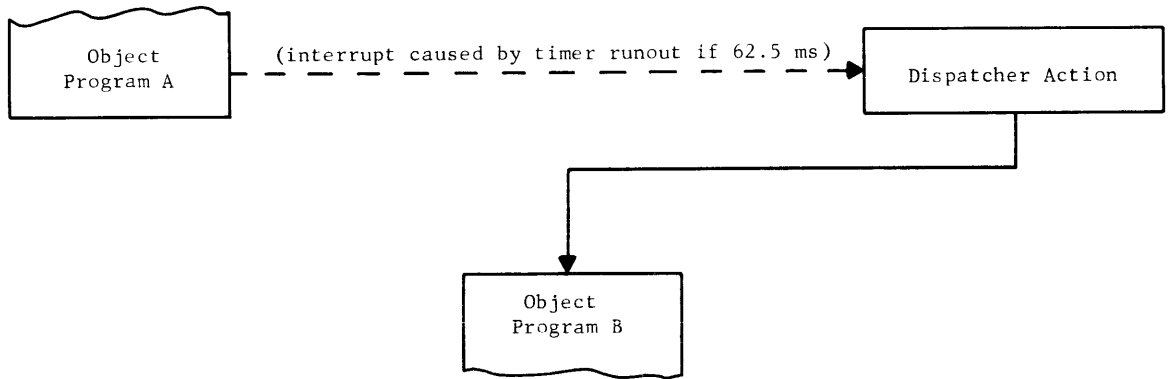 Object
Program A
(interrupt caused by timer runout if 62.5 ms)
Dispatcher Action
Object
Program B